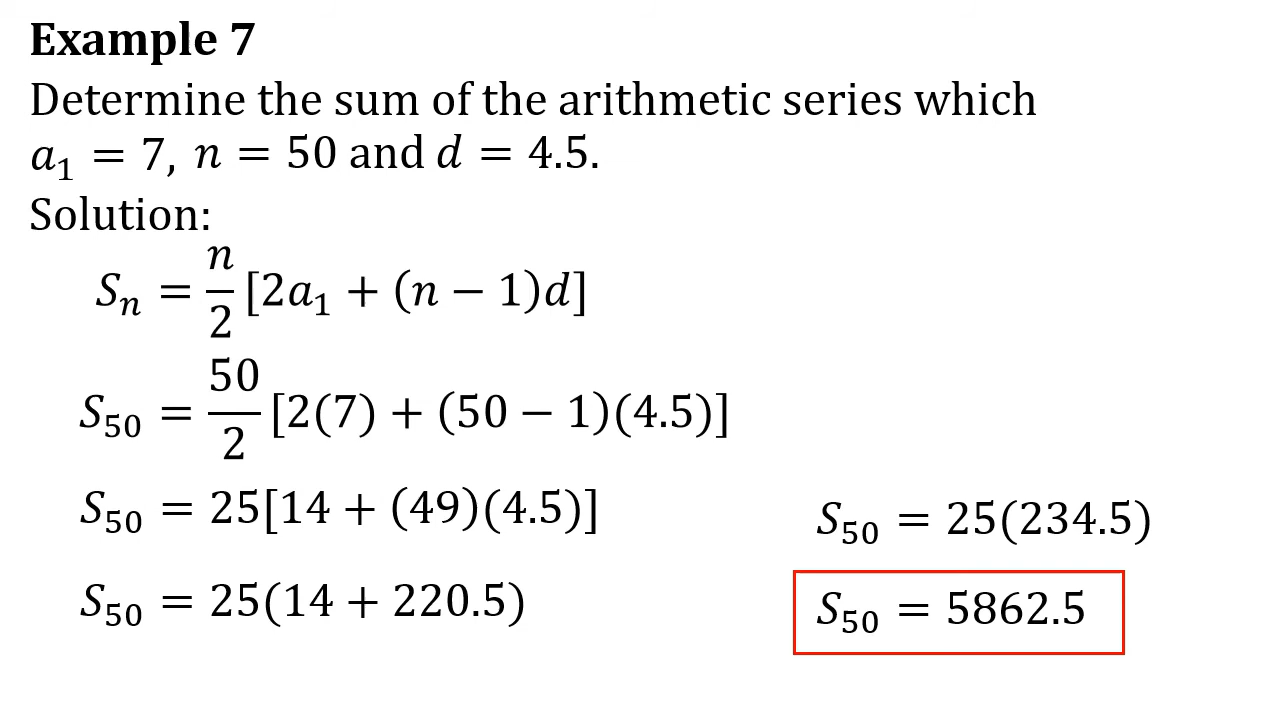 Example 7
Determine the sum of the arithmetic series which
a₁ = 7, n = 50 and d = 4.5.
Solution:
Sₙ = n/2 [2a₁ + (n − 1)d]
S₅₀ = 50/2 [2(7) + (50 − 1)(4.5)]
S₅₀ = 25[14 + (49)(4.5)]
S₅₀ = 25(14 + 220.5)
S₅₀ = 25(234.5)
S₅₀ = 5862.5